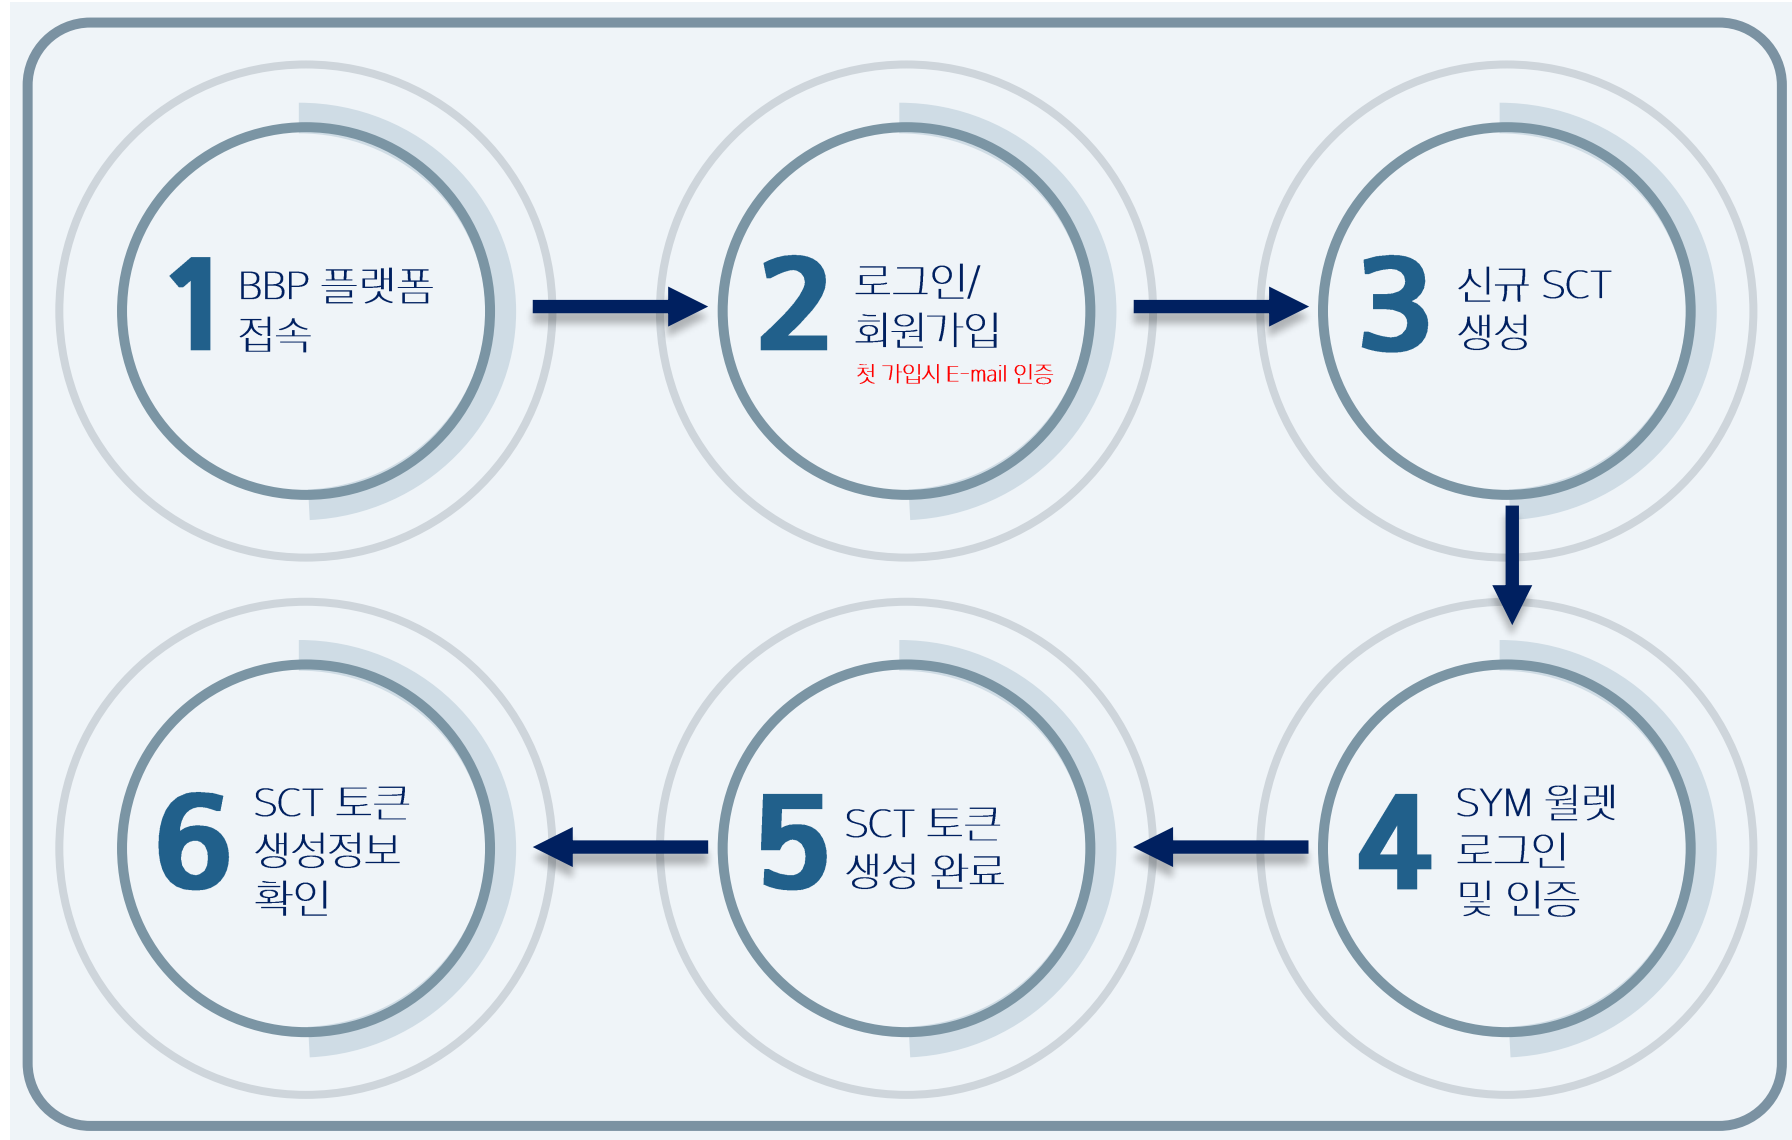 1 BBP 플랫폼
접속
2 로그인/
회원가입
첫 가입시 E-mail 인증
3 신규 SCT
생성
4 SYM 월렛
로그인
및 인증
5 SCT 토큰
생성 완료
6 SCT 토큰
생성정보
확인